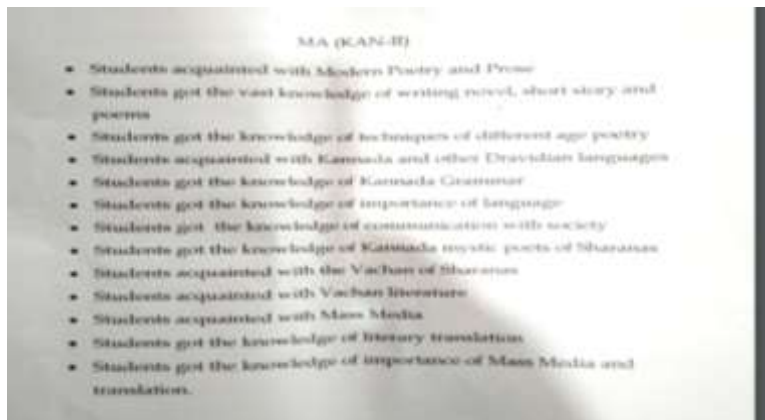 MA (KAN-II)
• Students acquainted with Modern Poetry and Prose
• Students got the vast knowledge of writing novel, short story and
poems
• Students got the knowledge of techniques of different age poetry
• Students acquainted with Kannada and other Dravidian languages
• Students got the knowledge of Kannada Grammar
• Students got the knowledge of importance of language
• Students got the knowledge of communication with society
• Students got the knowledge of Kannada mystic poets of Sharanas
• Students acquainted with the Vachan of Sharanas
• Students acquainted with Vachan literature
• Students acquainted with Mass Media
• Students got the knowledge of literary translation
• Students got the knowledge of importance of Mass Media and
translation.